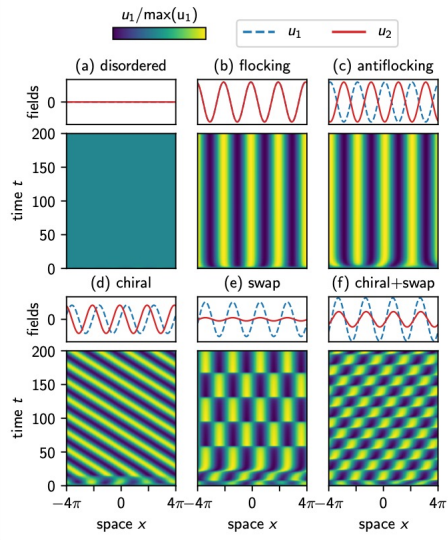 u₁/max(u₁)
u₁ u₂
(a) disordered (b) flocking (c) antiflocking
fields 0
time t
200
150
100
50
0
(d) chiral (e) swap (f) chiral+swap
fields 0
time t
200
150
100
50
0
−4π 0 4π −4π 0 4π −4π 0 4π
space x space x space x